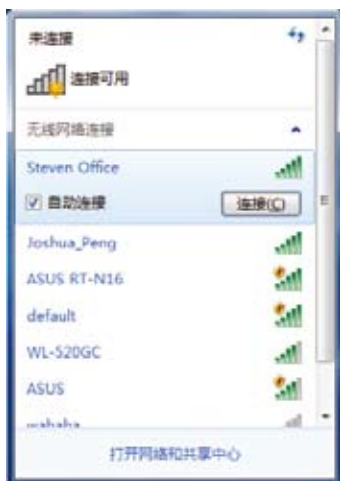 未连接
连接可用
无线网络连接
Steven Office
自动连接 连接(C)
Joshua_Peng
ASUS RT-N16
default
WL-520GC
ASUS
wahaha
打开网络和共享中心